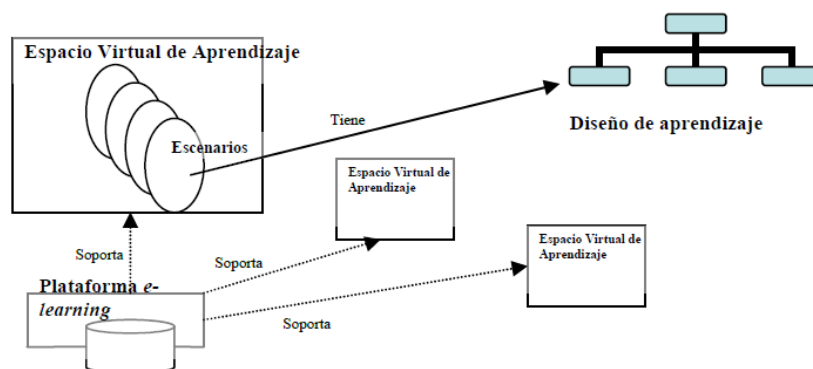 Espacio Virtual de Aprendizaje
Escenarios
Tiene
Diseño de aprendizaje
Espacio Virtual de
Aprendizaje
Espacio Virtual de
Aprendizaje
Soporta
Soporta
Soporta
Plataforma e-
learning